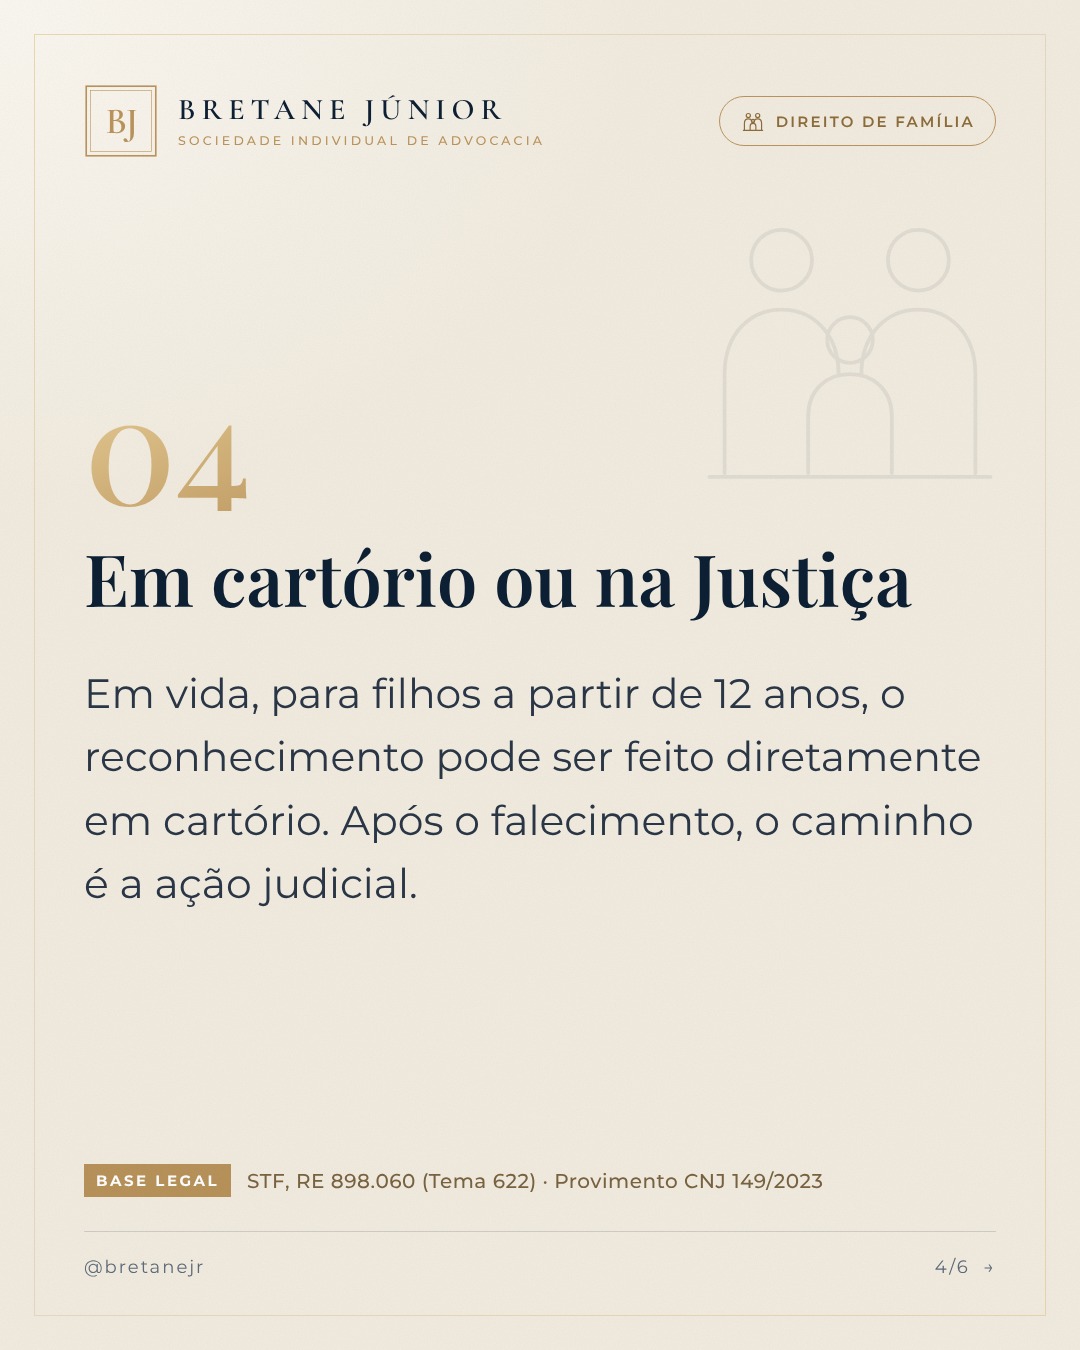 BJ
BRETANE JÚNIOR
SOCIEDADE INDIVIDUAL DE ADVOCACIA
DIREITO DE FAMÍLIA
04
Em cartório ou na Justiça
Em vida, para filhos a partir de 12 anos, o
reconhecimento pode ser feito diretamente
em cartório. Após o falecimento, o caminho
é a ação judicial.
BASE LEGAL STF, RE 898.060 (Tema 622) · Provimento CNJ 149/2023
@bretanejr
4/6 →